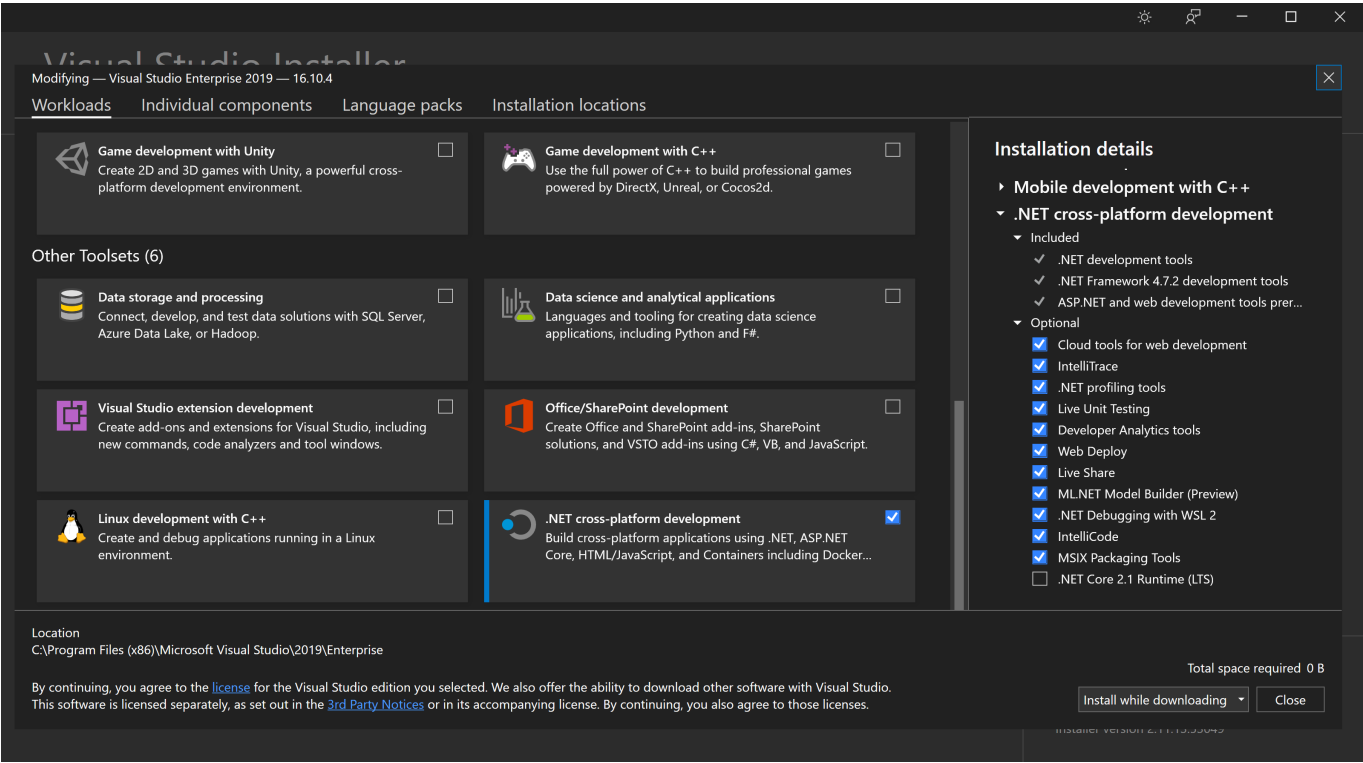 Visual Studio Installer
Modifying — Visual Studio Enterprise 2019 — 16.10.4
Workloads
Individual components
Language packs
Installation locations
Game development with Unity
Create 2D and 3D games with Unity, a powerful cross-
platform development environment.
Game development with C++
Use the full power of C++ to build professional games
powered by DirectX, Unreal, or Cocos2d.
Other Toolsets (6)
Data storage and processing
Connect, develop, and test data solutions with SQL Server,
Azure Data Lake, or Hadoop.
Data science and analytical applications
Languages and tooling for creating data science
applications, including Python and F#.
Visual Studio extension development
Create add-ons and extensions for Visual Studio, including
new commands, code analyzers and tool windows.
Office/SharePoint development
Create Office and SharePoint add-ins, SharePoint
solutions, and VSTO add-ins using C#, VB, and JavaScript.
Linux development with C++
Create and debug applications running in a Linux
environment.
.NET cross-platform development
Build cross-platform applications using .NET, ASP.NET
Core, HTML/JavaScript, and Containers including Docker...
Installation details
Mobile development with C++
.NET cross-platform development
Included
.NET development tools
.NET Framework 4.7.2 development tools
ASP.NET and web development tools prer...
Optional
Cloud tools for web development
IntelliTrace
.NET profiling tools
Live Unit Testing
Developer Analytics tools
Web Deploy
Live Share
ML.NET Model Builder (Preview)
.NET Debugging with WSL 2
IntelliCode
MSIX Packaging Tools
.NET Core 2.1 Runtime (LTS)
Location
C:\Program Files (x86)\Microsoft Visual Studio\2019\Enterprise
Total space required 0 B
By continuing, you agree to the license for the Visual Studio edition you selected. We also offer the ability to download other software with Visual Studio.
This software is licensed separately, as set out in the 3rd Party Notices or in its accompanying license. By continuing, you also agree to those licenses.
Install while downloading
Close
Installer version